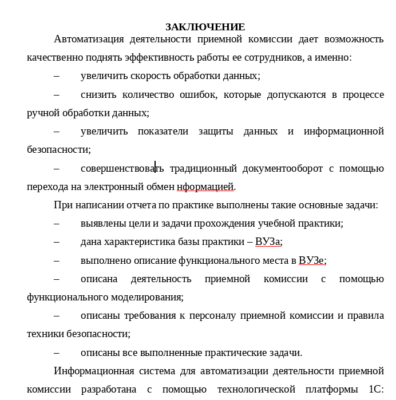 ЗАКЛЮЧЕНИЕ
Автоматизация деятельности приемной комиссии дает возможность
качественно поднять эффективность работы ее сотрудников, а именно:
– увеличить скорость обработки данных;
– снизить количество ошибок, которые допускаются в процессе
ручной обработки данных;
– увеличить показатели защиты данных и информационной
безопасности;
– совершенствовать традиционный документооборот с помощью
перехода на электронный обмен нформацией.
При написании отчета по практике выполнены такие основные задачи:
– выявлены цели и задачи прохождения учебной практики;
– дана характеристика базы практики – ВУЗа;
– выполнено описание функционального места в ВУЗе;
– описана деятельность приемной комиссии с помощью
функционального моделирования;
– описаны требования к персоналу приемной комиссии и правила
техники безопасности;
– описаны все выполненные практические задачи.
Информационная система для автоматизации деятельности приемной
комиссии разработана с помощью технологической платформы 1С: